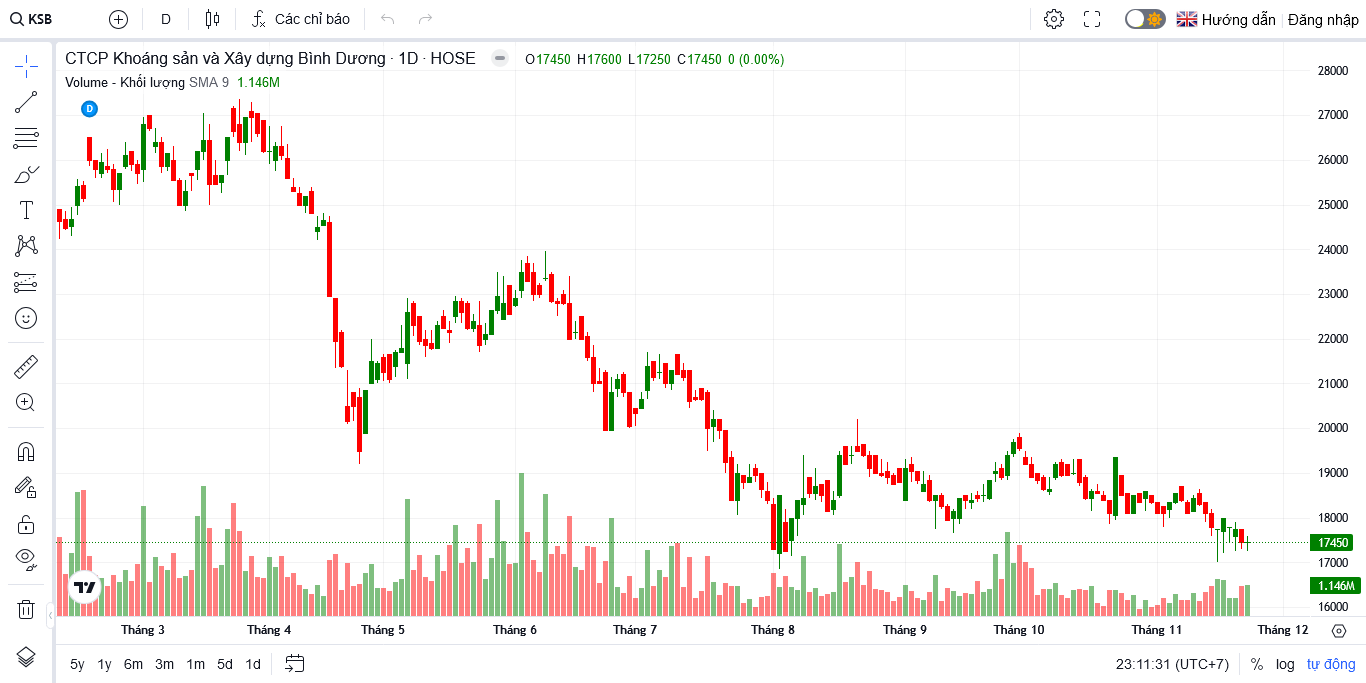 KSB D Các chỉ báo Hướng dẫn Đăng nhập
CTCP Khoáng sản và Xây dựng Bình Dương · 1D · HOSE O17450 H17600 L17250 C17450 0 (0.00%)
Volume - Khối lượng SMA 9 1.146M
D
28000
27000
26000
25000
24000
23000
22000
21000
20000
19000
18000
17450
17000
1.146M
16000
Tháng 3 Tháng 4 Tháng 5 Tháng 6 Tháng 7 Tháng 8 Tháng 9 Tháng 10 Tháng 11 Tháng 12
5y 1y 6m 3m 1m 5d 1d 23:11:31 (UTC+7) % log tự động